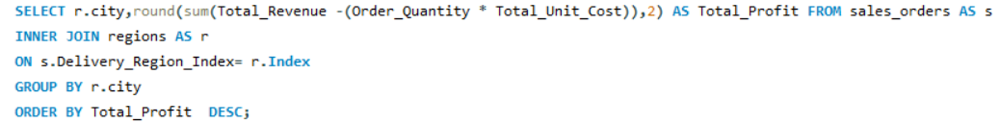 SELECT r.city,round(sum(Total_Revenue -(Order_Quantity * Total_Unit_Cost)),2) AS Total_Profit FROM sales_orders AS s
INNER JOIN regions AS r
ON s.Delivery_Region_Index= r.Index
GROUP BY r.city
ORDER BY Total_Profit  DESC;